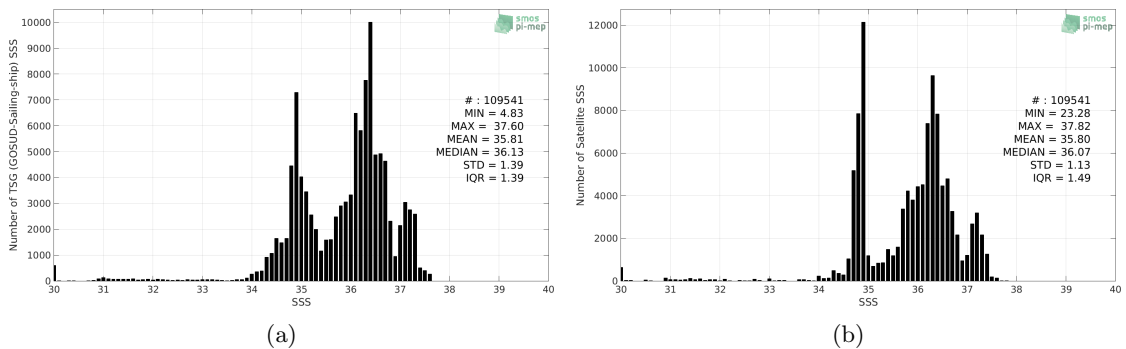 smos
pi-mep
10000
9000
8000
7000
6000
5000
4000
3000
2000
1000
0
Number of TSG (GOSUD-Sailing-ship) SSS
# : 109541
MIN = 4.83
MAX = 37.60
MEAN = 35.81
MEDIAN = 36.13
STD = 1.39
IQR = 1.39
30 31 32 33 34 35 36 37 38 39 40
SSS
(a)
smos
pi-mep
12000
10000
8000
6000
4000
2000
0
Number of Satellite SSS
# : 109541
MIN = 23.28
MAX = 37.82
MEAN = 35.80
MEDIAN = 36.07
STD = 1.13
IQR = 1.49
30 31 32 33 34 35 36 37 38 39 40
SSS
(b)